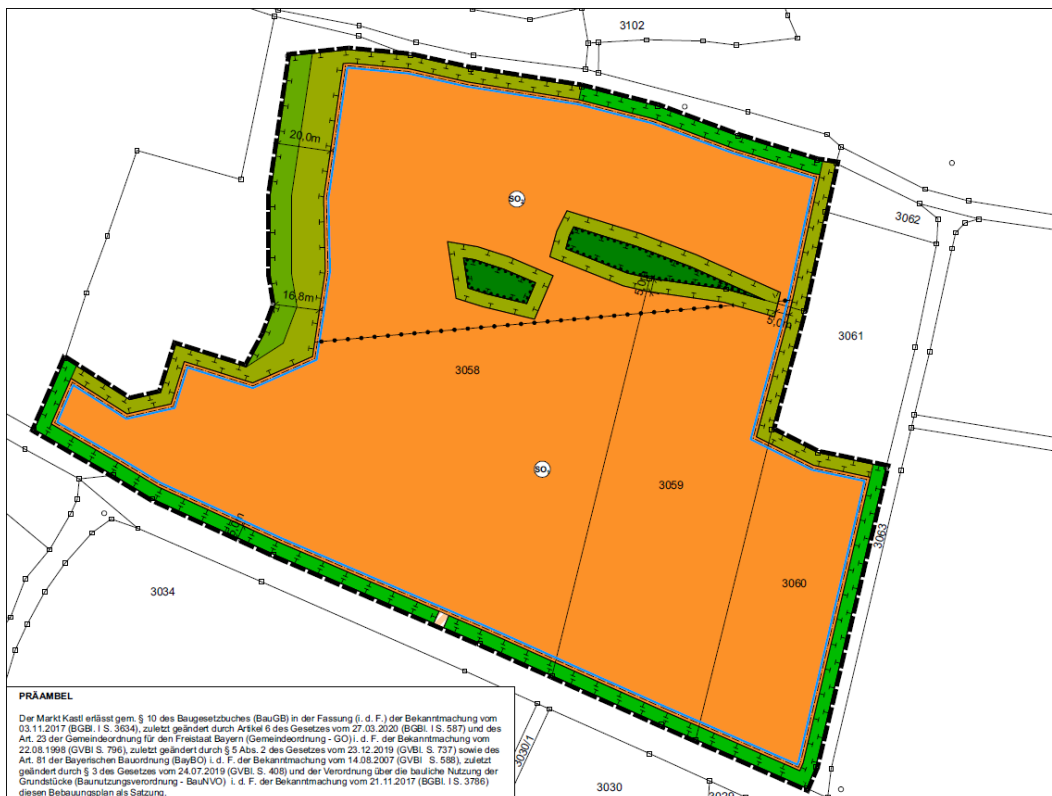 3102
20,0m
SO
3062
5,0m
16,8m
5,0m
3061
3058
SO
3059
5,0m
3063
3060
3034
PRÄAMBEL
Der Markt Kastl erlässt gem. § 10 des Baugesetzbuches (BauGB) in der Fassung (i. d. F.) der Bekanntmachung vom
03.11.2017 (BGBl. I S. 3634), zuletzt geändert durch Artikel 6 des Gesetzes vom 27.03.2020 (BGBl. I S. 587) und des
Art. 23 der Gemeindeordnung für den Freistaat Bayern (Gemeindeordnung - GO) i. d. F. der Bekanntmachung vom
22.08.1998 (GVBl S. 796), zuletzt geändert durch § 5 Abs. 2 des Gesetzes vom 23.12.2019 (GVBl. S. 737) sowie des
Art. 81 der Bayerischen Bauordnung (BayBO) i. d. F. der Bekanntmachung vom 14.08.2007 (GVBl S. 588), zuletzt
geändert durch § 3 des Gesetzes vom 24.07.2019 (GVBl. S. 408) und der Verordnung über die bauliche Nutzung der
Grundstücke (Baunutzungsverordnung - BauNVO) i. d. F. der Bekanntmachung vom 21.11.2017 (BGBl. I S. 3786)
diesen Bebauungsplan als Satzung.
3030/1
3030
3029